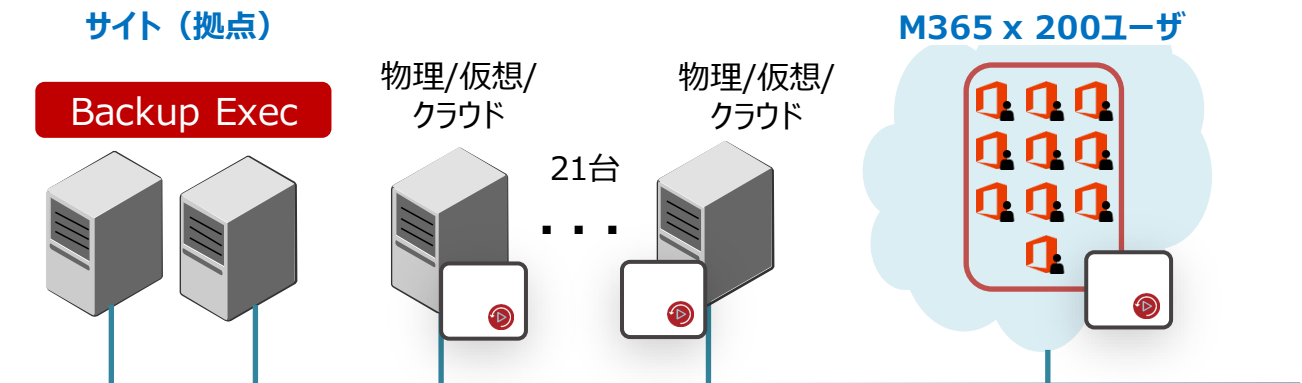 サイト（拠点）
Backup Exec
物理/仮想/
クラウド
21台
・・・
物理/仮想/
クラウド
M365 x 200ユーザ